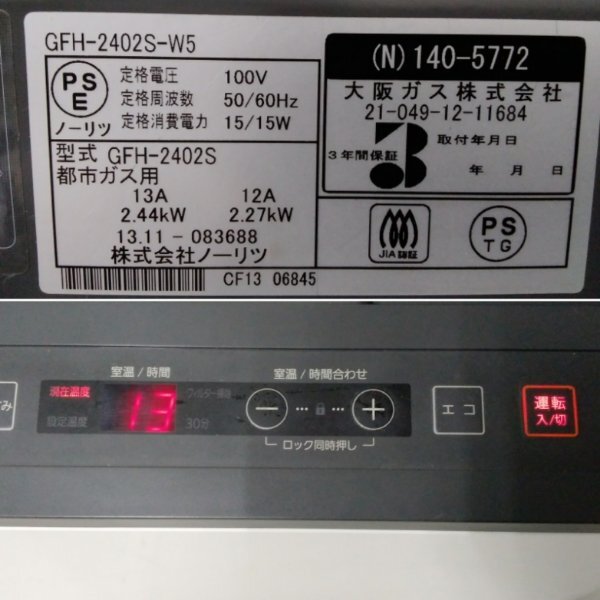 GFH-2402S-W5
PS
E
ノーリツ
定格電圧 100V
定格周波数 50/60Hz
定格消費電力 15/15W
型式 GFH-2402S
都市ガス用
13A 12A
2.44kW 2.27kW
13.11－083688
株式会社ノーリツ
CF13 06845
(N) 140-5772
大阪ガス株式会社
21-049-12-11684
3
3年間保証
取付年月日
年 月 日
JIA認証
PS
TG
室温/時間
室温/時間合わせ
現在温度
設定温度
13
30分
ロック同時押し
エコ
運転
入/切
み